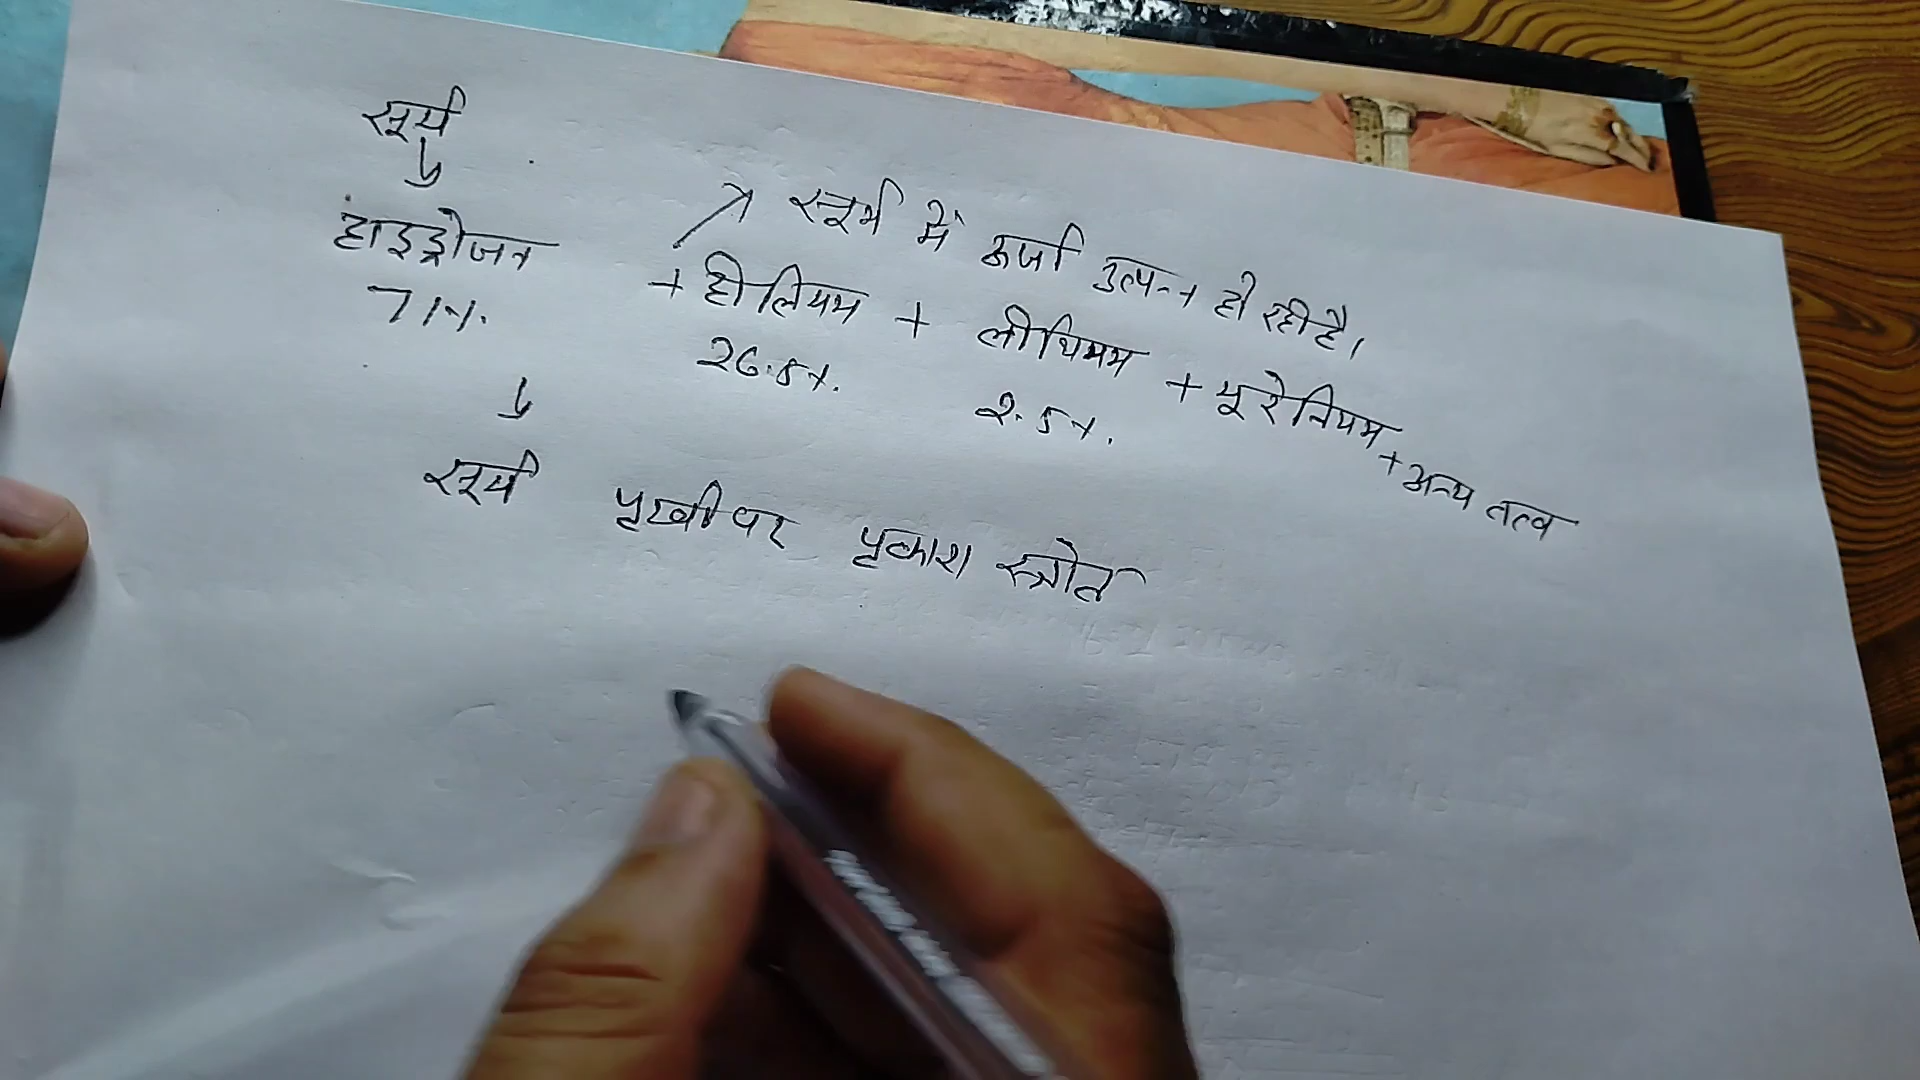 सूर्य
हाइड्रोजन
71%.
सूर्य में ऊर्जा उत्पन्न हो रही है।
+ हीलियम + लीथियम + यूरेनियम + अन्य तत्व
26.5%. 2.5%.
सूर्य पृथ्वी पर प्रकाश स्त्रोत